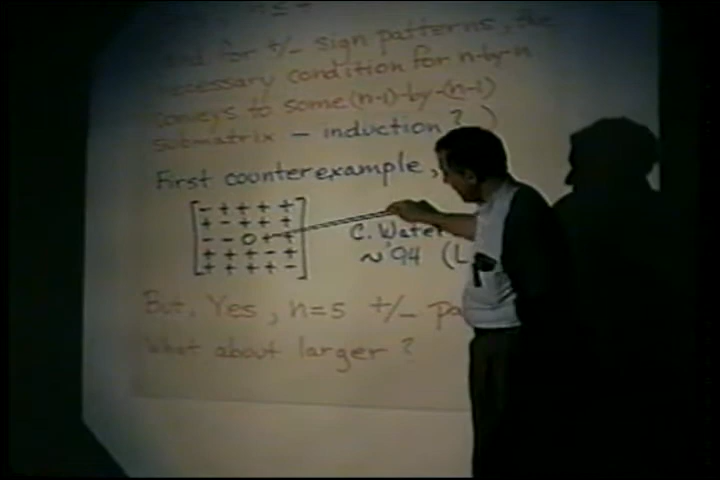 for +/- sign patterns, the
condition for n-by-n
conveys to some (n-1)-by-(n-1)
submatrix - induction? )
First counterexample,
- + + + +
+ - + + +
- - 0 + +
+ + + + -
C. Water
~'94 (L
But, Yes, n=5 +/- pa
What about larger?